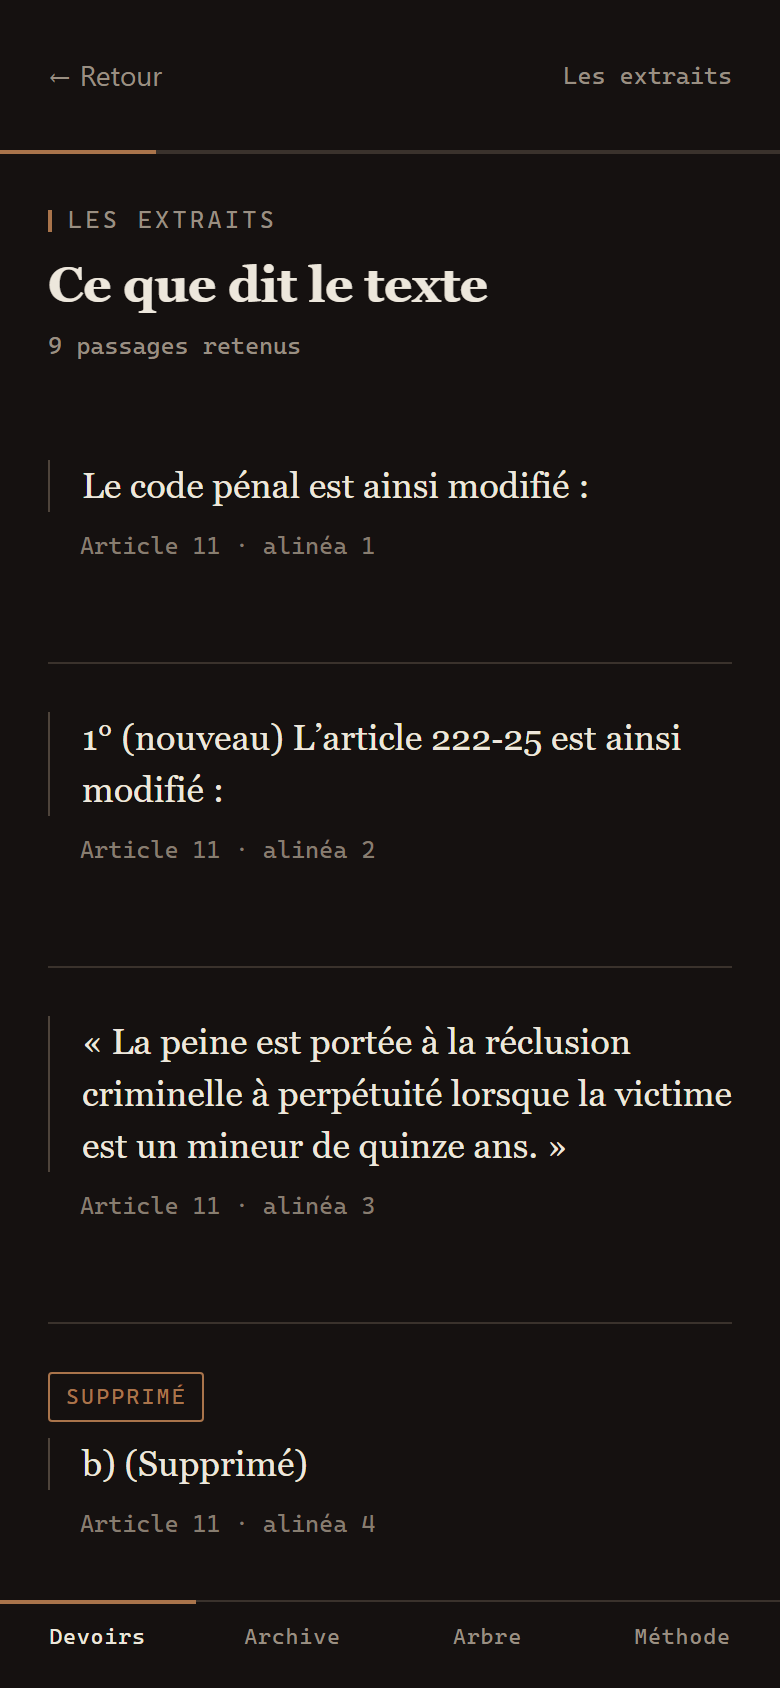 ← Retour
Les extraits
LES EXTRAITS
Ce que dit le texte
9 passages retenus
Le code pénal est ainsi modifié :
Article 11 · alinéa 1
1° (nouveau) L’article 222-25 est ainsi
modifié :
Article 11 · alinéa 2
« La peine est portée à la réclusion
criminelle à perpétuité lorsque la victime
est un mineur de quinze ans. »
Article 11 · alinéa 3
SUPPRIMÉ
b) (Supprimé)
Article 11 · alinéa 4
Devoirs
Archive
Arbre
Méthode